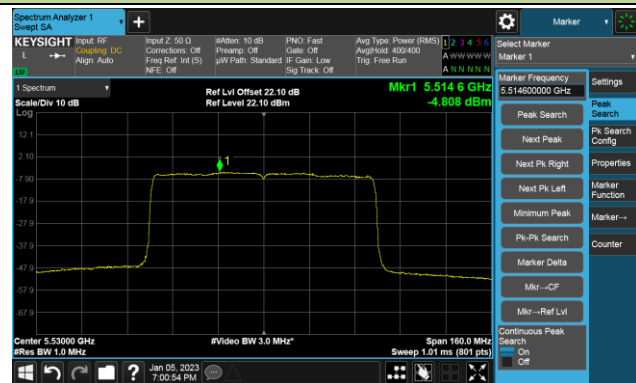 Spectrum Analyzer 1
Swept SA
Marker
KEYSIGHT
Input: RF
Coupling: DC
Align: Auto
Input Z: 50 Ω
Corrections: Off
Freq Ref: Int (S)
NFE: Off
#Atten: 10 dB
Preamp: Off
µW Path: Standard
PNO: Fast
Gate: Off
IF Gain: Low
Sig Track: Off
Avg Type: Power (RMS)
Avg|Hold: 400/400
Trig: Free Run
1 2 3 4 5 6
A W W W W W
A N N N N N
Select Marker
Marker 1
1 Spectrum
Scale/Div 10 dB
Log
Ref Lvl Offset 22.10 dB
Ref Level 22.10 dBm
Mkr1 5.514 6 GHz
-4.808 dBm
12.1
2.10
-7.90
-17.9
-27.9
-37.9
-47.9
-57.9
-67.9
1
Center 5.53000 GHz
#Res BW 1.0 MHz
#Video BW 3.0 MHz*
Span 160.0 MHz
Sweep 1.01 ms (801 pts)
Marker Frequency
5.514600000 GHz
Peak Search
Next Peak
Next Pk Right
Next Pk Left
Minimum Peak
Pk-Pk Search
Marker Delta
Mkr→CF
Mkr→Ref Lvl
Continuous Peak
Search
On
Off
Settings
Peak
Search
Pk Search
Config
Properties
Marker
Function
Marker→
Counter
Jan 05, 2023
7:00:54 PM